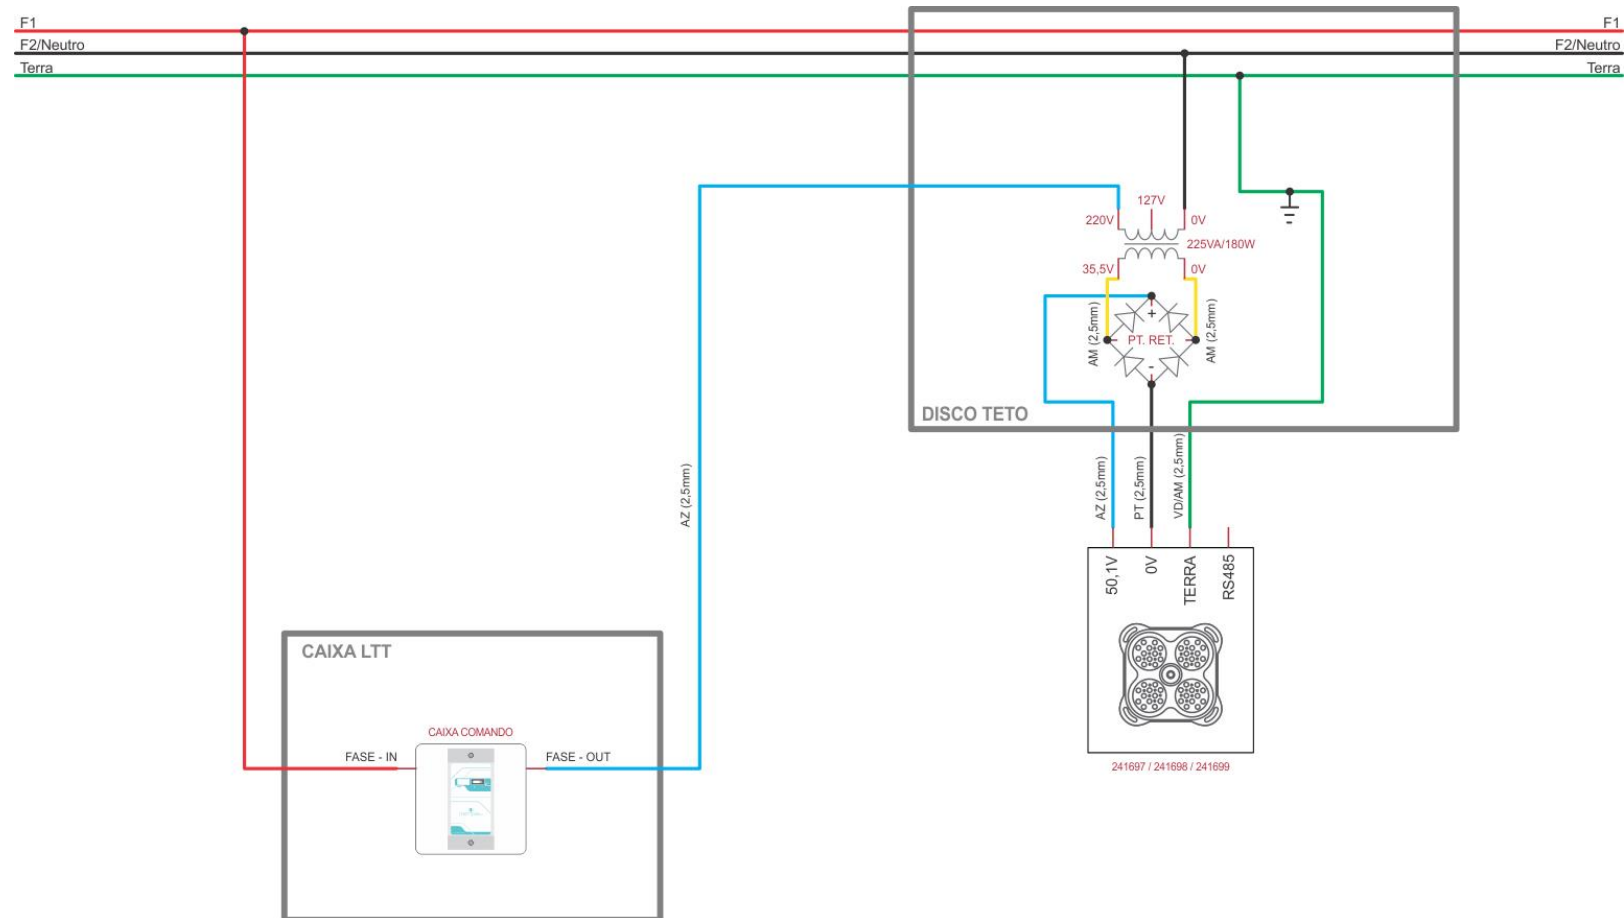 F1
F1
F2/Neutro
F2/Neutro
Terra
Terra
127V
220V
0V
225VA/180W
35,5V
0V
AM (2,5mm)
AM (2,5mm)
+
PT. RET.
-
DISCO TETO
AZ (2,5mm)
AZ (2,5mm)
PT (2,5mm)
VD/AM (2,5mm)
50,1V
0V
TERRA
RS485
241697 / 241698 / 241699
CAIXA LTT
CAIXA COMANDO
FASE - IN
FASE - OUT